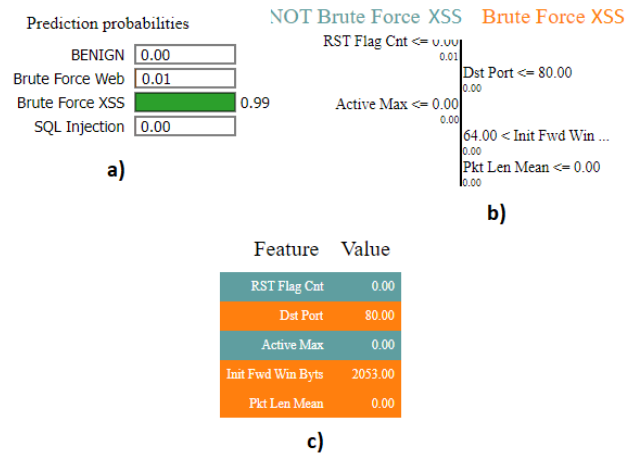 Prediction probabilities
BENIGN 0.00
Brute Force Web 0.01
Brute Force XSS 0.99
SQL Injection 0.00
a)
NOT Brute Force XSS Brute Force XSS
RST Flag Cnt <= 0.00
0.01
Dst Port <= 80.00
0.00
Active Max <= 0.00
0.00
64.00 < Init Fwd Win ...
0.00
Pkt Len Mean <= 0.00
0.00
b)
Feature Value
RST Flag Cnt 0.00
Dst Port 80.00
Active Max 0.00
Init Fwd Win Byts 2053.00
Pkt Len Mean 0.00
c)